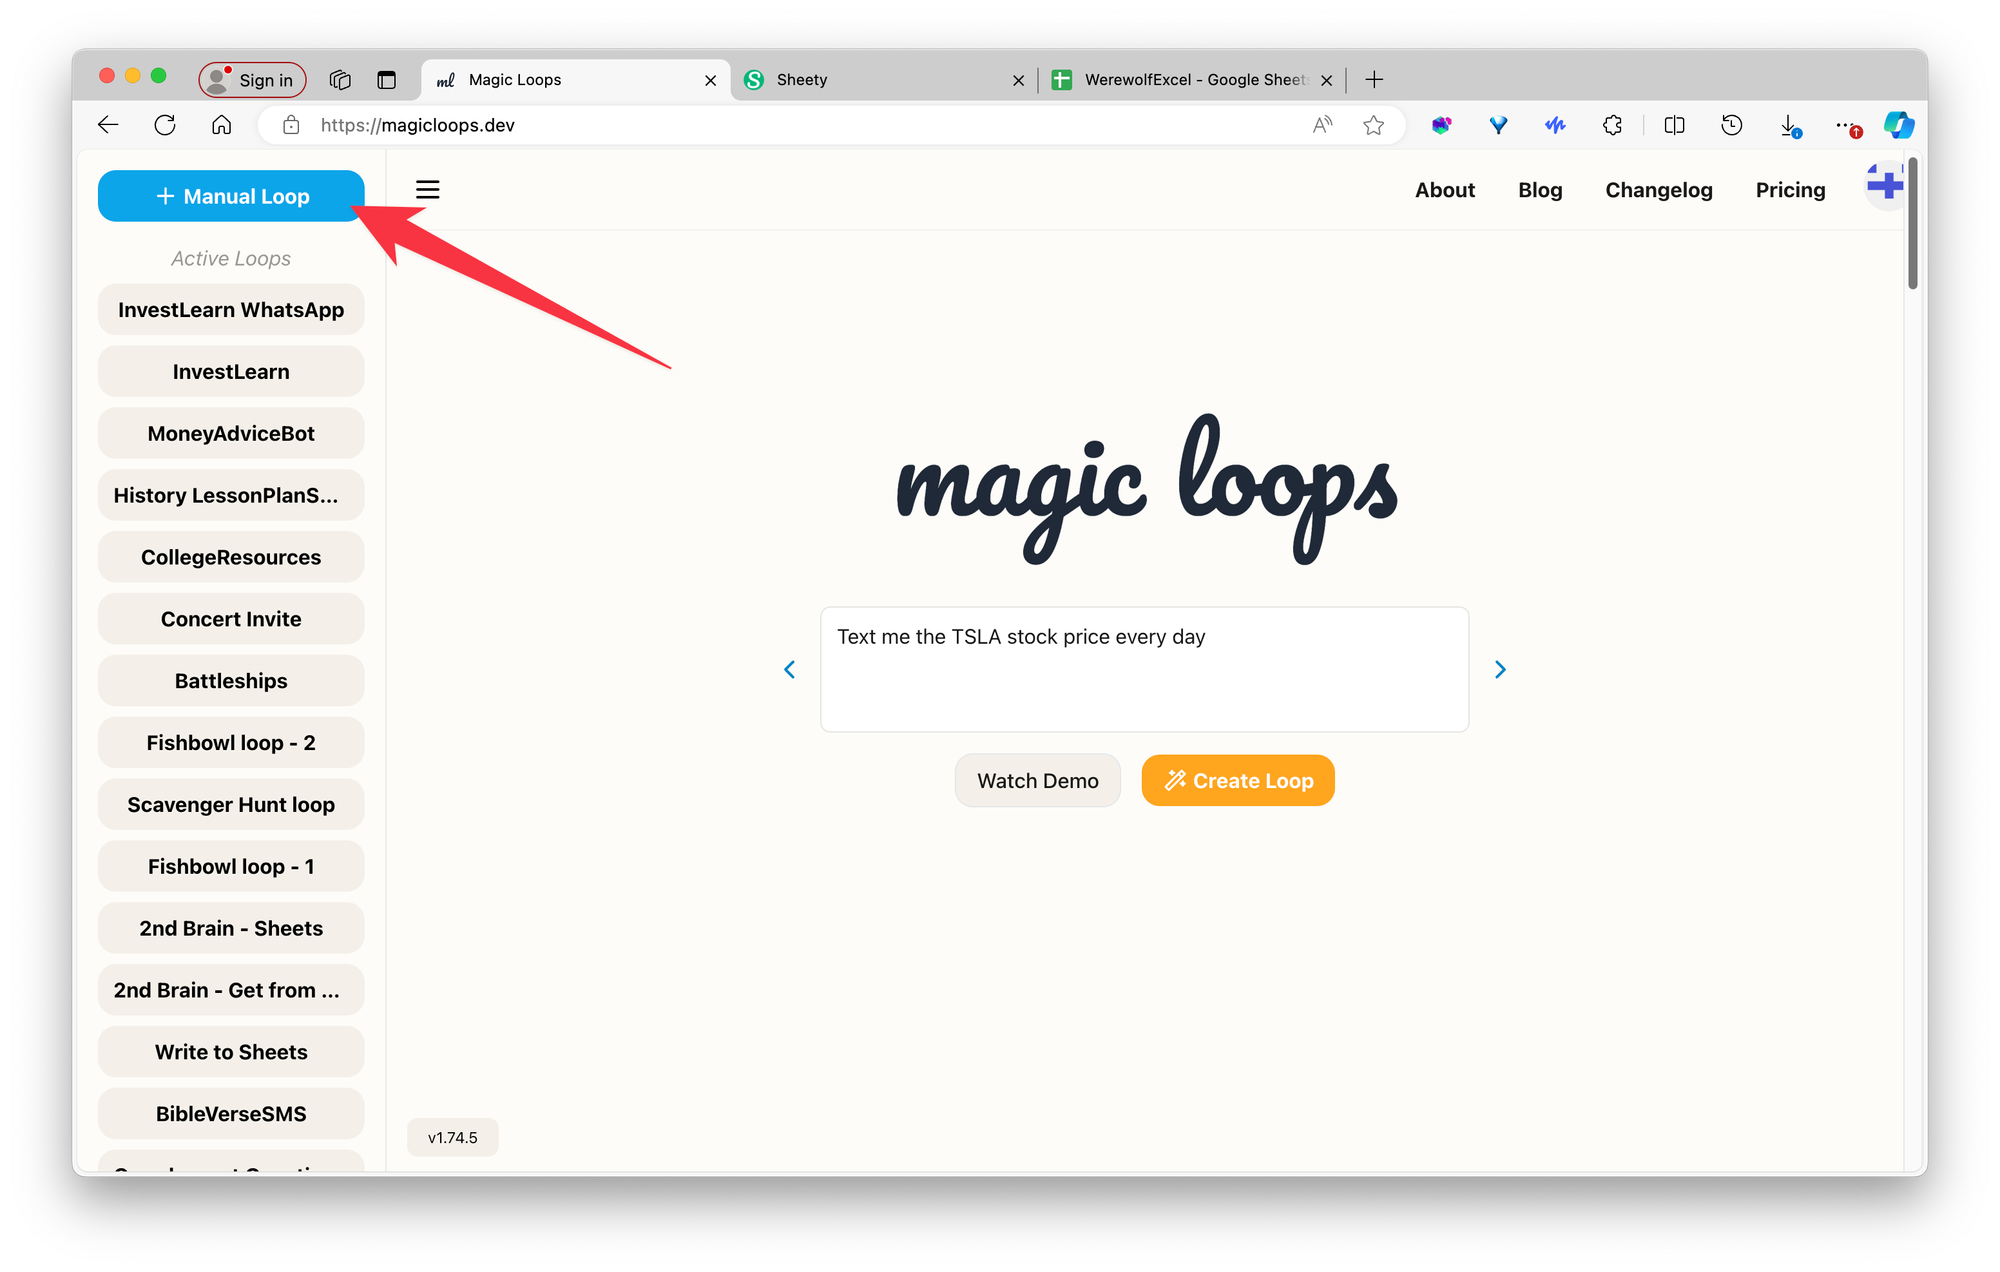 Sign in
ml Magic Loops
S Sheety
WerewolfExcel - Google Sheets
https://magicloops.dev
+ Manual Loop
About
Blog
Changelog
Pricing
Active Loops
InvestLearn WhatsApp
InvestLearn
MoneyAdviceBot
History LessonPlanS...
CollegeResources
Concert Invite
Battleships
Fishbowl loop - 2
Scavenger Hunt loop
Fishbowl loop - 1
2nd Brain - Sheets
2nd Brain - Get from ...
Write to Sheets
BibleVerseSMS
magic loops
Text me the TSLA stock price every day
Watch Demo
Create Loop
v1.74.5